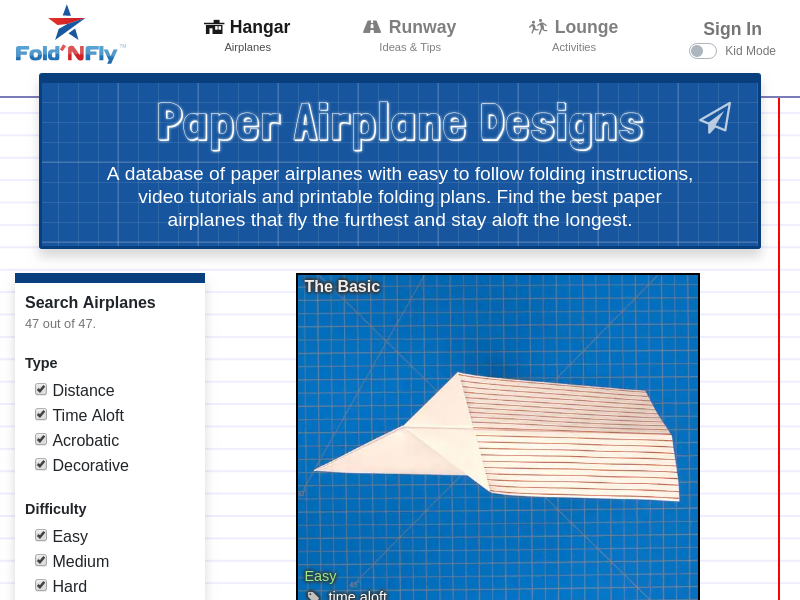 Fold'NFly™
Hangar
Airplanes
Runway
Ideas & Tips
Lounge
Activities
Sign In
Kid Mode
Paper Airplane Designs
A database of paper airplanes with easy to follow folding instructions,
video tutorials and printable folding plans. Find the best paper
airplanes that fly the furthest and stay aloft the longest.
Search Airplanes
47 out of 47.
Type
Distance
Time Aloft
Acrobatic
Decorative
Difficulty
Easy
Medium
Hard
The Basic
Easy
time aloft